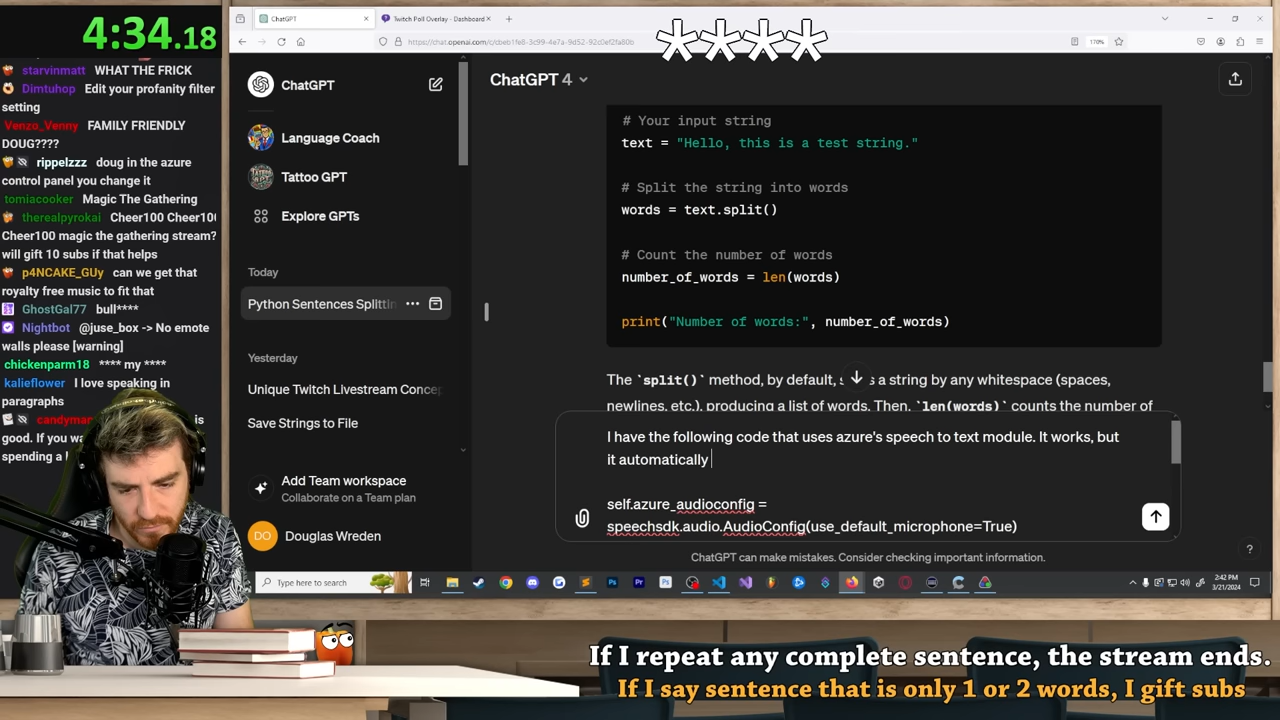 4:34.18
starvinmatt WHAT THE FRICK
Dimtuhop Edit your profanity filter
setting
Venzo_Venny FAMILY FRIENDLY
DOUG????
rippelzzz doug in the azure
control panel you change it
tomiacooker Magic The Gathering
therealpyrokai Cheer100 Cheer100
Cheer100 magic the gathering stream?
will gift 10 subs if that helps
p4NCAKE_GUy can we get that
royalty free music to fit that
GhostGal77 bull****
Nightbot @juse_box -> No emote
walls please [warning]
chickenparm18 **** my ****
kalieflower I love speaking in
paragraphs
is
good. If you wa
spending a l
ChatGPT
Twitch Poll Overlay - Dashboard
****
170%
ChatGPT
Language Coach
Tattoo GPT
Explore GPTs
Today
Python Sentences Splittin
Yesterday
Unique Twitch Livestream Concep
Save Strings to File
Add Team workspace
Collaborate on a Team plan
DO Douglas Wreden
ChatGPT 4
# Your input string
text = "Hello, this is a test string."
# Split the string into words
words = text.split()
# Count the number of words
number_of_words = len(words)
print("Number of words:", number_of_words)
The `split()` method, by default, s a string by any whitespace (spaces,
newlines, etc.), producing a list of words. Then, `len(words)` counts the number of
I have the following code that uses azure's speech to text module. It works, but
it automatically
self.azure_audioconfig =
speechsdk.audio.AudioConfig(use_default_microphone=True)
ChatGPT can make mistakes. Consider checking important information.
?
Type here to search
2:42 PM
3/21/2024
If I repeat any complete sentence, the stream ends.
If I say sentence that is only 1 or 2 words, I gift subs